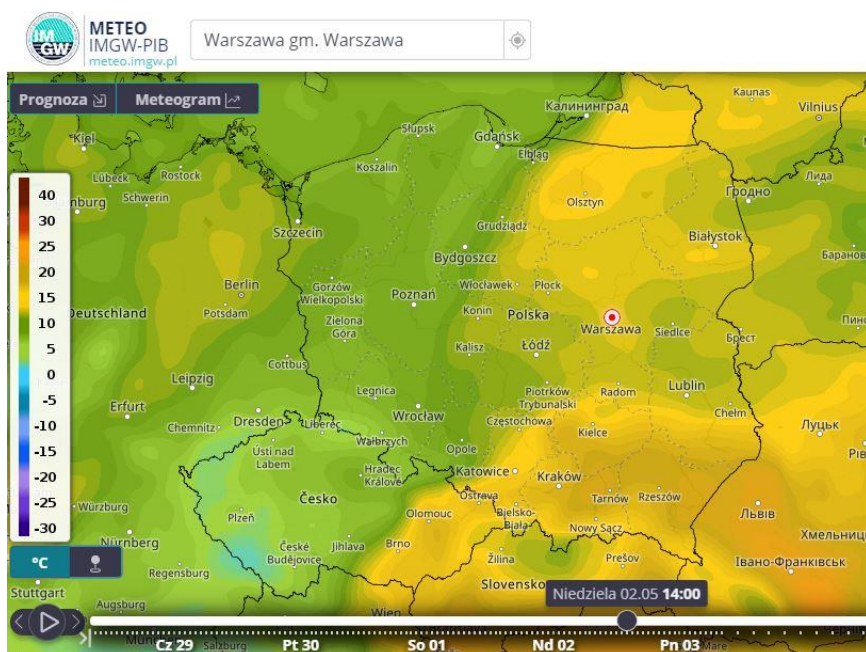 IMGW
METEO
IMGW-PIB
meteo.imgw.pl
Warszawa gm. Warszawa
Prognoza
Meteogram
Kaunas
Калининград
Vilnius
Słupsk
Gdańsk
Kiel
Elbląg
Koszalin
Lübeck
Rostock
Лида
Гродно
Schwerin
Olsztyn
Szczecin
Grudziądz
Białystok
Bydgoszcz
Berlin
Włocławek
Płock
Gorzów
Wielkopolski
Poznań
Potsdam
Deutschland
Konin
Polska
Zielona
Góra
Warszawa
Siedlce
Брест
Kalisz
Łódź
Cottbus
Leipzig
Legnica
Piotrków
Trybunalski
Radom
Lublin
Erfurt
Wrocław
Chełm
Chemnitz
Dresden
Liberec
Częstochowa
Луцьк
Wałbrzych
Kielce
Ústí nad
Labem
Opole
Hradec
Králové
Katowice
Kraków
Česko
Ostrava
Tarnów
Rzeszów
Würzburg
Plzeň
Olomouc
Bielsko-
Biała
Львів
Nowy Sącz
Nürnberg
České
Budějovice
Jihlava
Brno
Žilina
Prešov
Івано-Франківськ
Regensburg
Slovensko
Stuttgart
Augsburg
Wien
Salzburg
40
30
25
20
15
10
5
0
-5
-10
-15
-20
-25
-30
°C
Niedziela 02.05 14:00
Cz 29
Pt 30
So 01
Nd 02
Pn 03